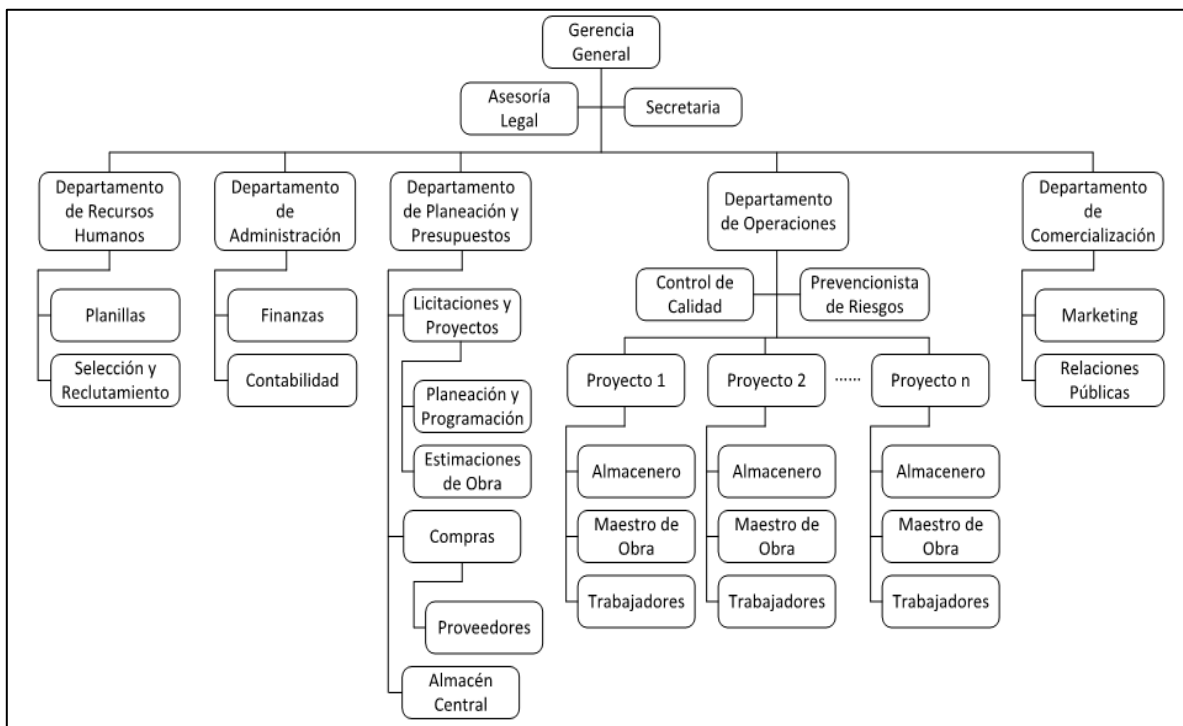 Gerencia
General
Asesoría
Legal
Secretaria
Departamento
de Recursos
Humanos
Departamento
de
Administración
Departamento
de Planeación y
Presupuestos
Departamento
de Operaciones
Departamento
de
Comercialización
Planillas
Selección y
Reclutamiento
Finanzas
Contabilidad
Licitaciones y
Proyectos
Planeación y
Programación
Estimaciones
de Obra
Compras
Proveedores
Almacén
Central
Control de
Calidad
Prevencionista
de Riesgos
Proyecto 1
Proyecto 2
......
Proyecto n
Almacenero
Maestro de
Obra
Trabajadores
Almacenero
Maestro de
Obra
Trabajadores
Almacenero
Maestro de
Obra
Trabajadores
Marketing
Relaciones
Públicas